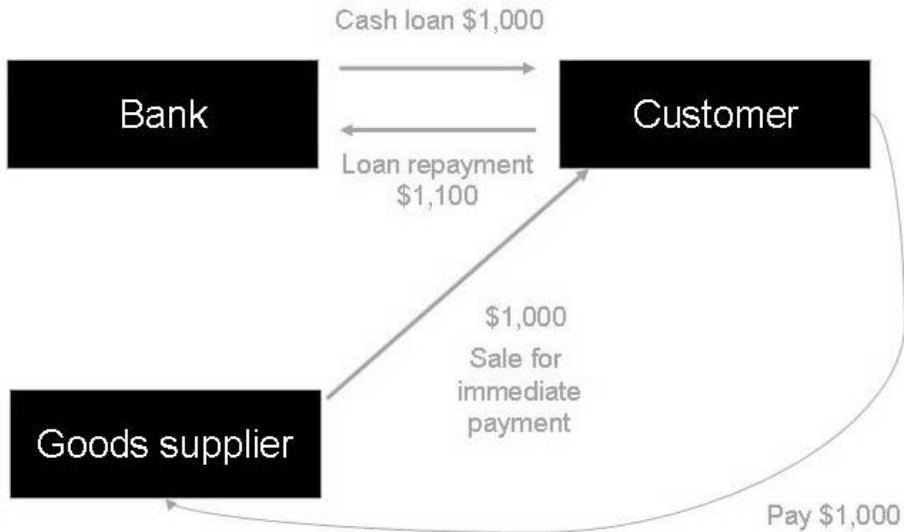 Cash loan $1,000
Bank
Customer
Loan repayment
$1,100
$1,000
Sale for
immediate
payment
Goods supplier
Pay $1,000